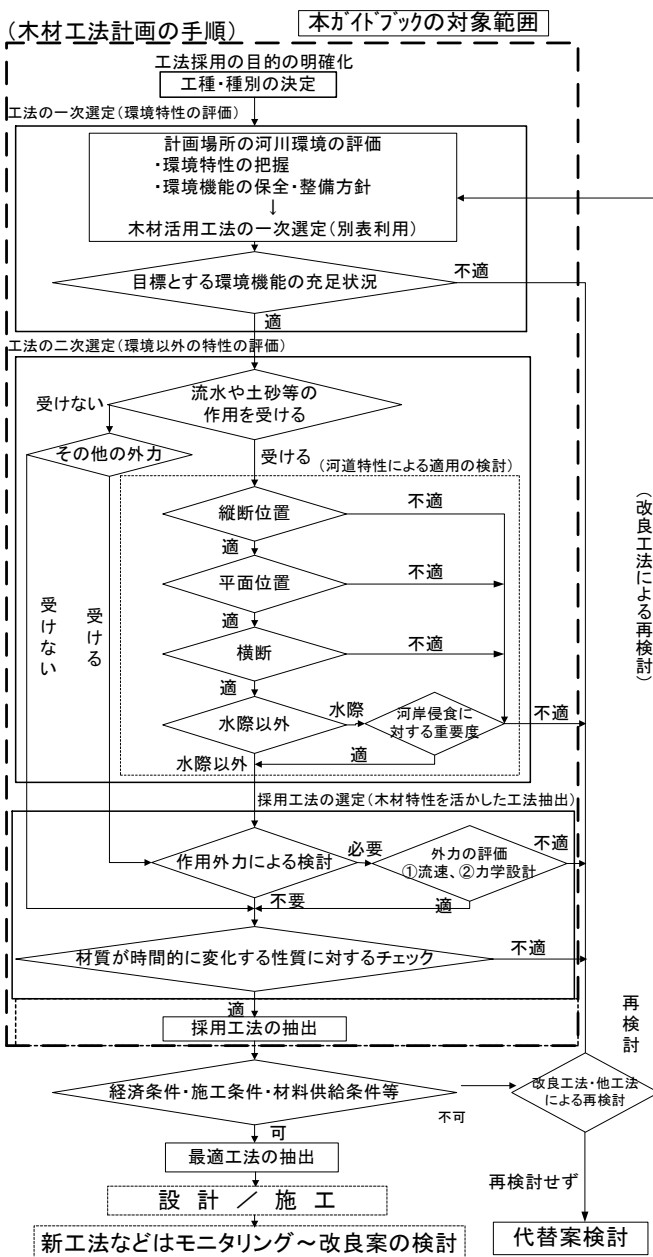 (木材工法計画の手順)
本ガイドブックの対象範囲
工法採用の目的の明確化
工種・種別の決定
工法の一次選定(環境特性の評価)
計画場所の河川環境の評価
・環境特性の把握
・環境機能の保全・整備方針
↓
木材活用工法の一次選定(別表利用)
目標とする環境機能の充足状況
不適
適
工法の二次選定(環境以外の特性の評価)
流水や土砂等の
作用を受ける
受けない
その他の外力
受ける
(河道特性による適用の検討)
縦断位置
不適
適
平面位置
不適
適
横断
不適
適
水際以外
水際
河岸侵食に
対する重要度
不適
適
水際以外
受けない
受ける
(改良工法による再検討)
採用工法の選定(木材特性を活かした工法抽出)
作用外力による検討
必要
外力の評価
①流速、②力学設計
不適
不要
適
材質が時間的に変化する性質に対するチェック
不適
適
採用工法の抽出
再検討
経済条件・施工条件・材料供給条件等
不可
改良工法・他工法
による再検討
可
最適工法の抽出
再検討せず
設 計 / 施 工
新工法などはモニタリング~改良案の検討
代替案検討